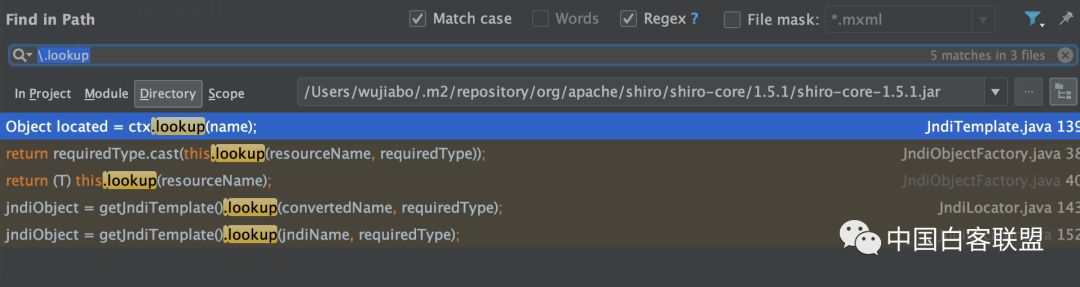 Find in Path Match case Words Regex ? File mask: *.mxml
\.lookup 5 matches in 3 files
In Project Module Directory Scope /Users/wujiabo/.m2/repository/org/apache/shiro/shiro-core/1.5.1/shiro-core-1.5.1.jar ...
Object located = ctx.lookup(name); JndiTemplate.java 139
return requiredType.cast(this.lookup(resourceName, requiredType)); JndiObjectFactory.java 38
return (T) this.lookup(resourceName); JndiObjectFactory.java 40
jndiObject = getJndiTemplate().lookup(convertedName, requiredType); JndiLocator.java 143
jndiObject = getJndiTemplate().lookup(jndiName, requiredType); 152
中国白客联盟